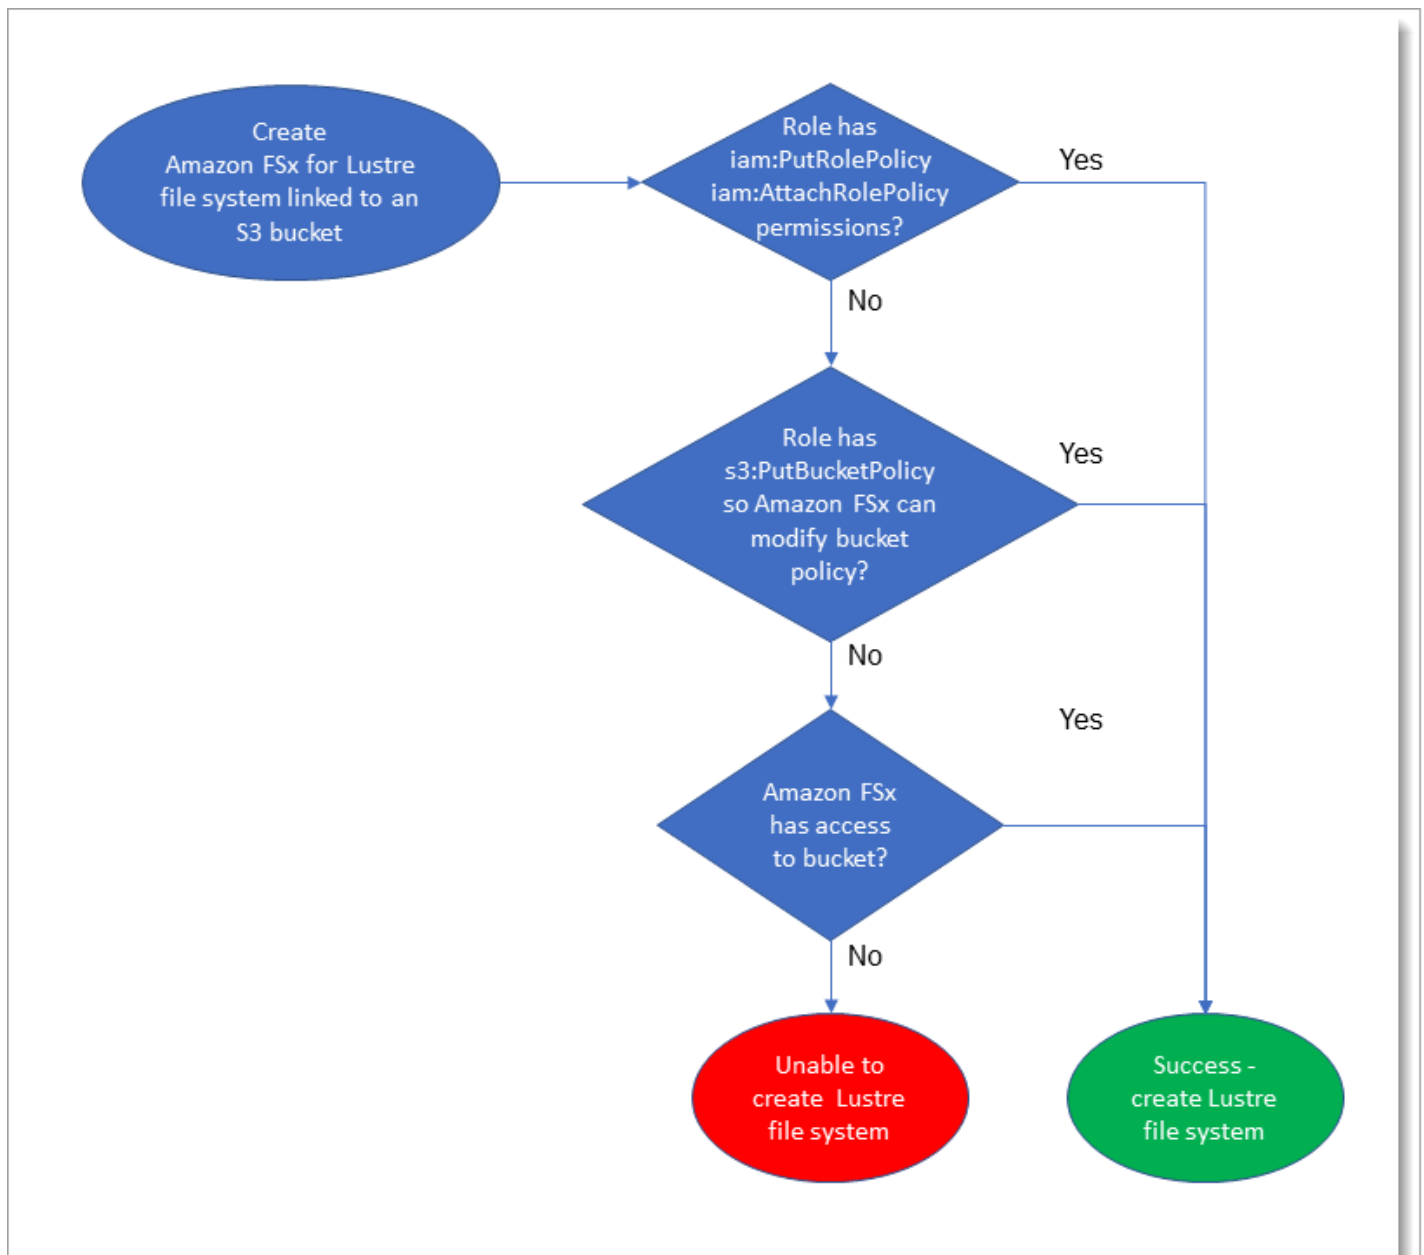 Create
Amazon FSx for Lustre
file system linked to an
S3 bucket
Role has
iam:PutRolePolicy
iam:AttachRolePolicy
permissions?
Yes
No
Role has
s3:PutBucketPolicy
so Amazon FSx can
modify bucket
policy?
Yes
No
Yes
Amazon FSx
has access
to bucket?
No
Unable to
create Lustre
file system
Success -
create Lustre
file system